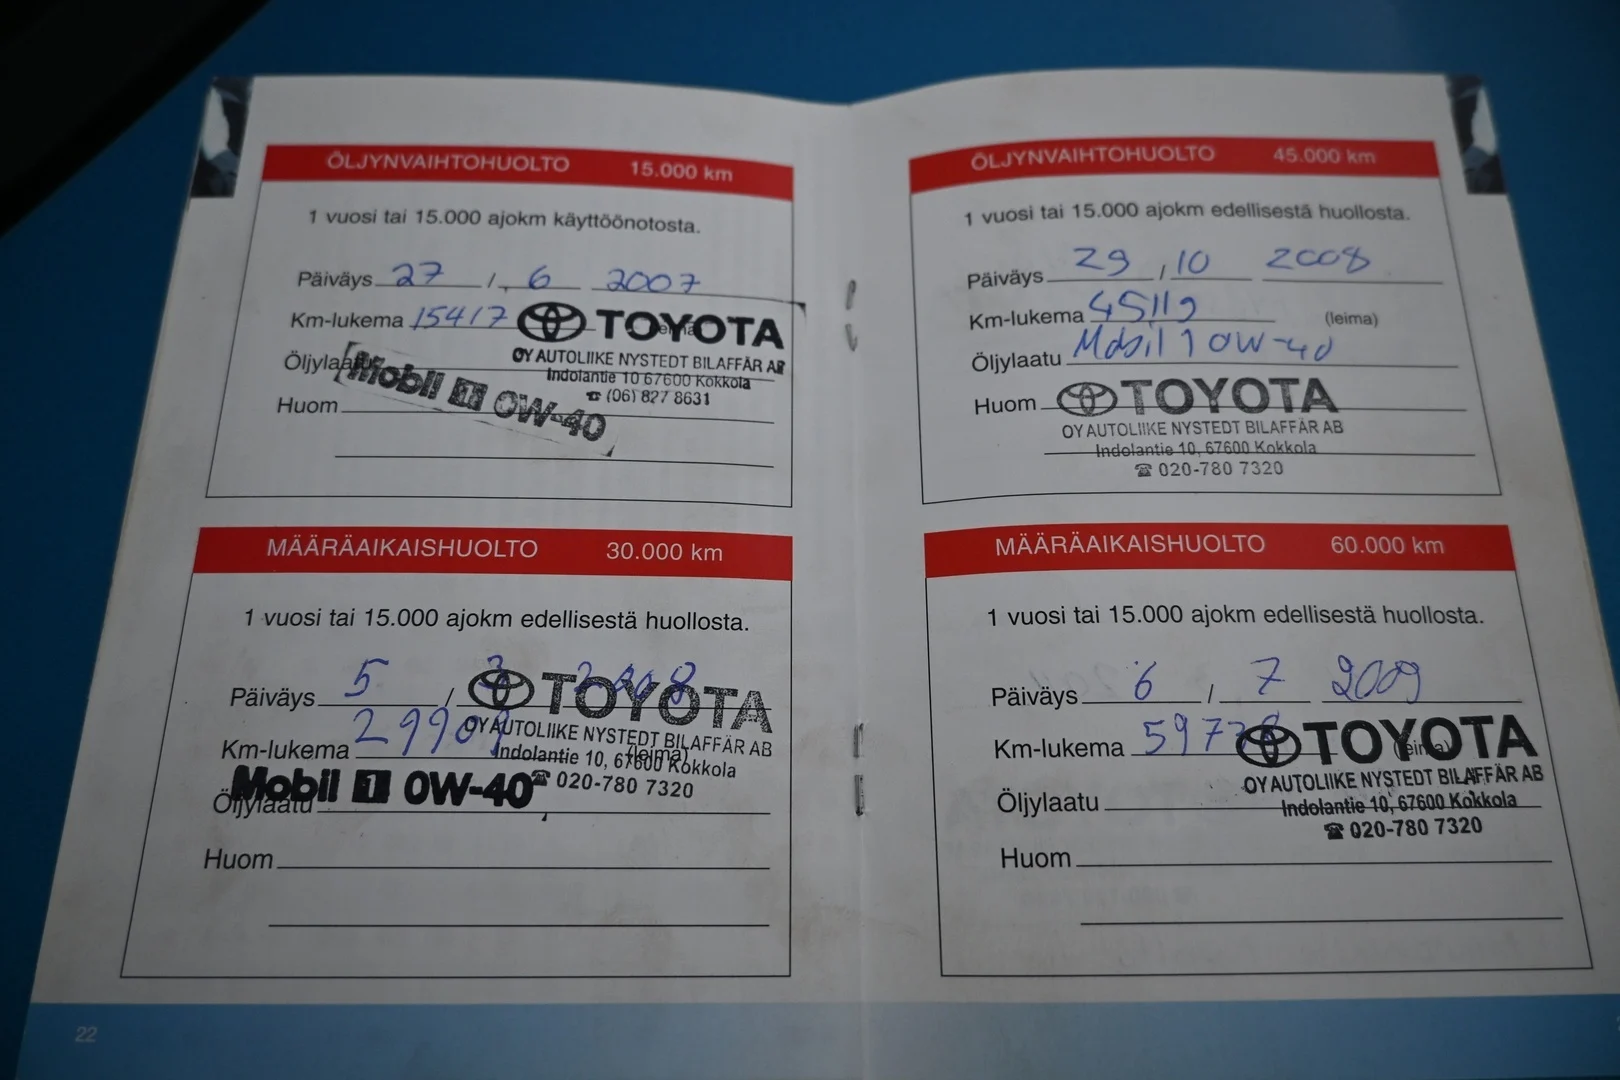 ÖLJYNVAIHTOHUOLTO 15.000 km
1 vuosi tai 15.000 ajokm käyttöönotosta.
Päiväys 27 / 6 2007
Km-lukema 15417
TOYOTA
OY AUTOLIIKE NYSTEDT BILAFFÄR AB
Indolantie 10 67600 Kokkola
☎ (06) 827 8631
Öljylaatu Mobil 1 0W-40
Huom
MÄÄRÄAIKAISHUOLTO 30.000 km
1 vuosi tai 15.000 ajokm edellisestä huollosta.
Päiväys 5 / 3 2008
Km-lukema 29909 (leima)
TOYOTA
OY AUTOLIIKE NYSTEDT BILAFFÄR AB
Indolantie 10, 67600 Kokkola
☎ 020-780 7320
Öljylaatu Mobil 1 0W-40
Huom
22
ÖLJYNVAIHTOHUOLTO 45.000 km
1 vuosi tai 15.000 ajokm edellisestä huollosta.
Päiväys 29 / 10 2008
Km-lukema 45119 (leima)
Öljylaatu Mobil 1 0W-40
Huom
TOYOTA
OY AUTOLIIKE NYSTEDT BILAFFÄR AB
Indolantie 10, 67600 Kokkola
☎ 020-780 7320
MÄÄRÄAIKAISHUOLTO 60.000 km
1 vuosi tai 15.000 ajokm edellisestä huollosta.
Päiväys 6 / 7 2009
Km-lukema (leima)
TOYOTA
OY AUTOLIIKE NYSTEDT BILAFFÄR AB
Indolantie 10, 67600 Kokkola
☎ 020-780 7320
Öljylaatu
Huom